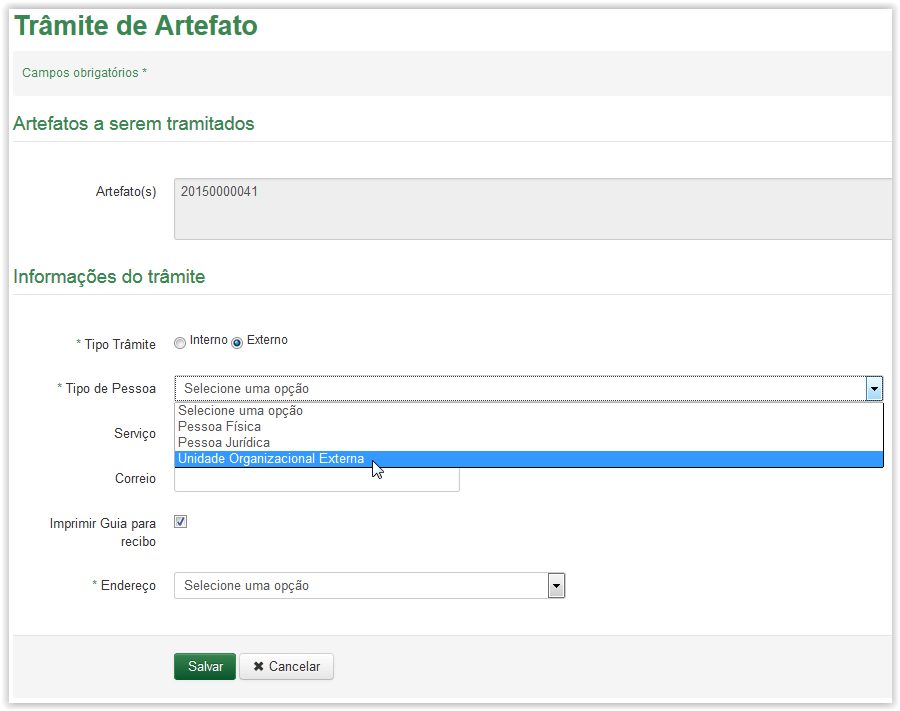 Trâmite de Artefato
Campos obrigatórios *
Artefatos a serem tramitados
Artefato(s) 20150000041
Informações do trâmite
* Tipo Trâmite Interno Externo
* Tipo de Pessoa Selecione uma opção
Selecione uma opção
Pessoa Física
Serviço Pessoa Jurídica
Unidade Organizacional Externa
Correio
Imprimir Guia para
recibo
* Endereço Selecione uma opção
Salvar ✖ Cancelar